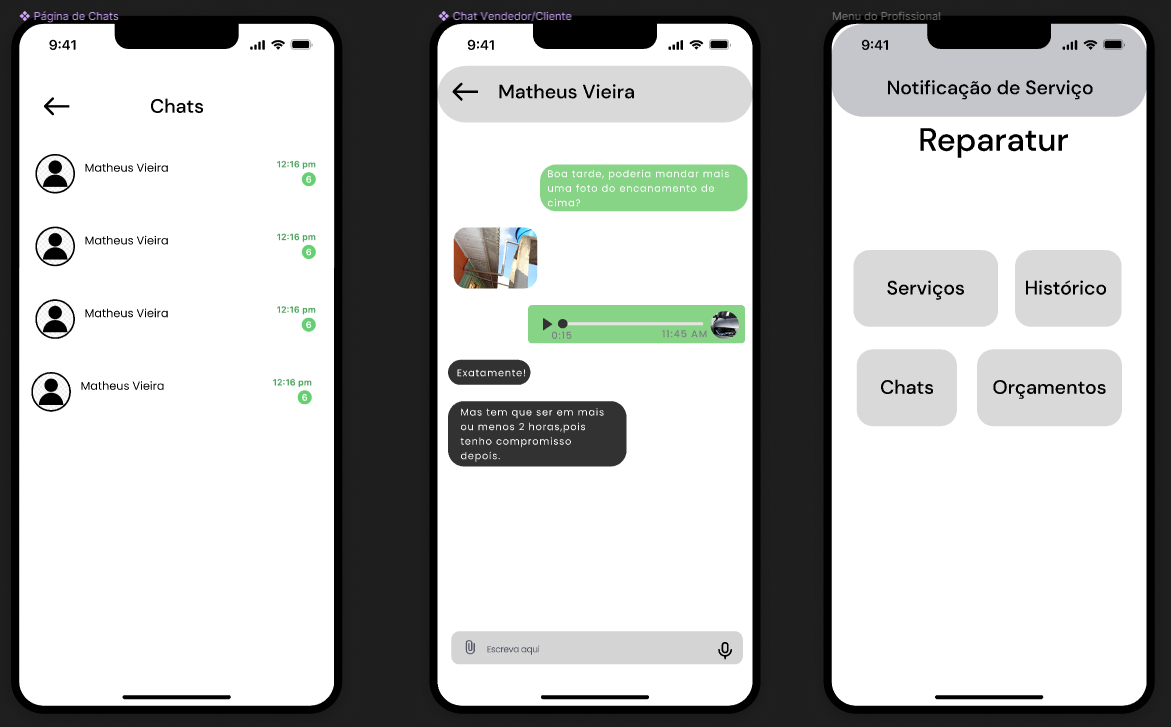 Página de Chats
9:41
Chats
Matheus Vieira
12:16 pm
6
Matheus Vieira
12:16 pm
6
Matheus Vieira
12:16 pm
6
Matheus Vieira
12:16 pm
6
Chat Vendedor/Cliente
9:41
Matheus Vieira
Boa tarde, poderia mandar mais
uma foto do encanamento de
cima?
0:15
11:45 AM
Exatamente!
Mas tem que ser em mais
ou menos 2 horas,pois
tenho compromisso
depois.
Escreva aqui
Menu do Profissional
9:41
Notificação de Serviço
Reparatur
Serviços
Histórico
Chats
Orçamentos